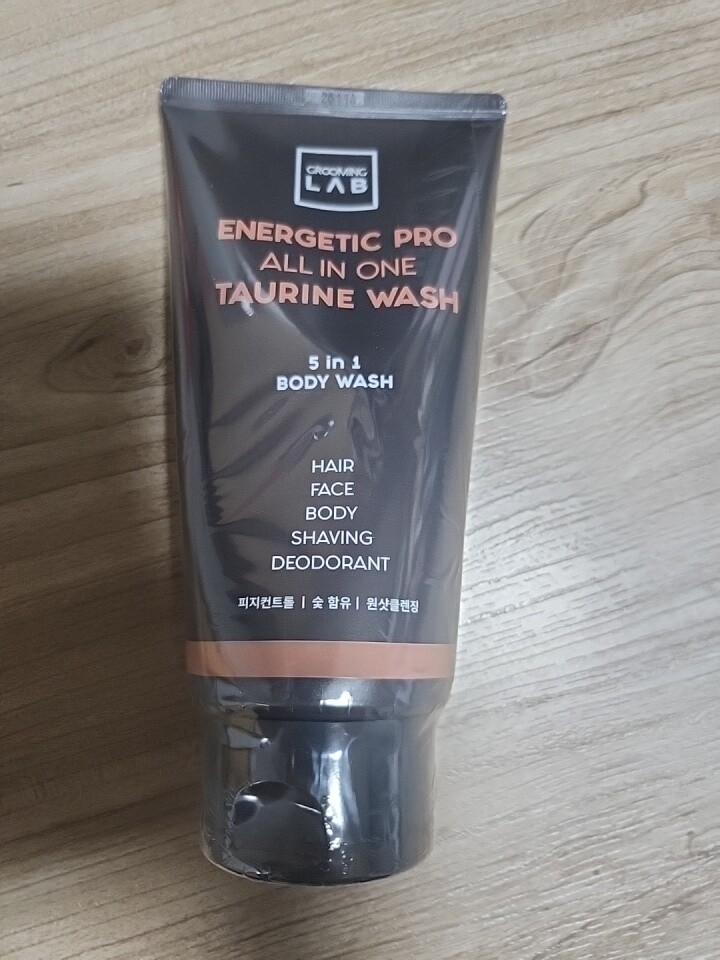 GROOMING
LAB
ENERGETIC PRO
ALL IN ONE
TAURINE WASH
5 in 1
BODY WASH
HAIR
FACE
BODY
SHAVING
DEODORANT
피지컨트롤 | 숯 함유 | 원샷클렌징